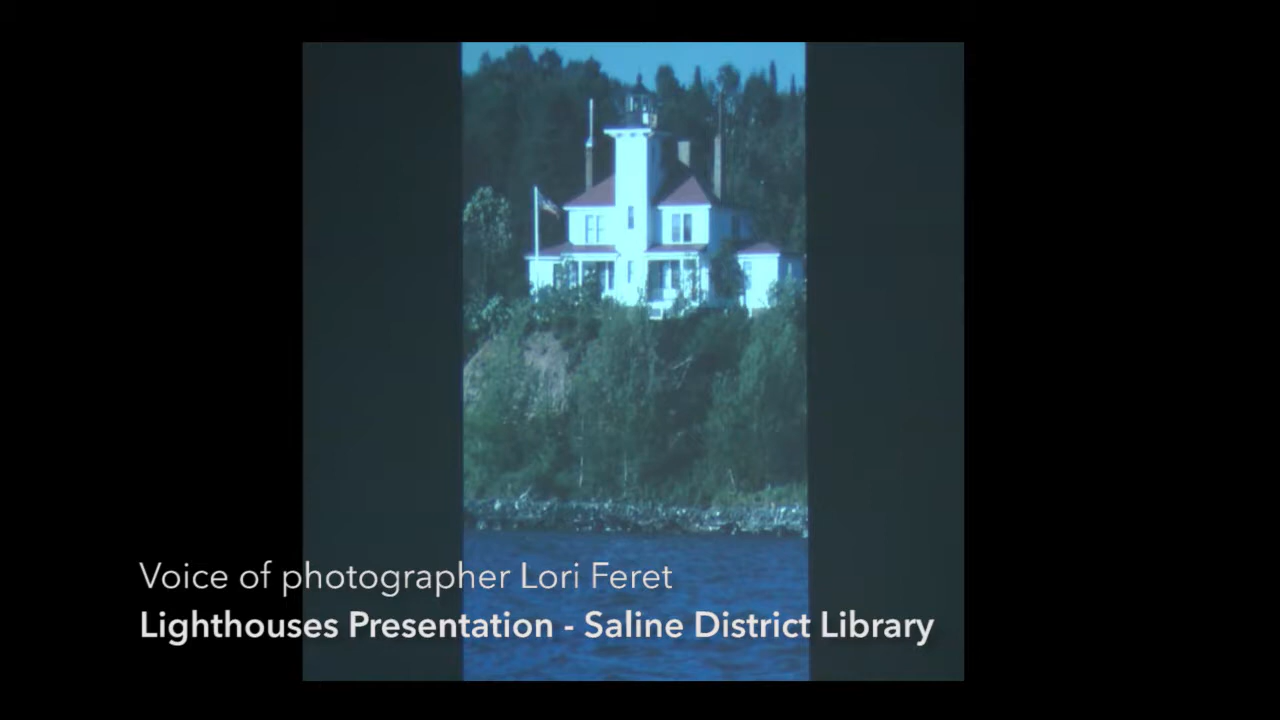 Voice of photographer Lori Feret
Lighthouses Presentation - Saline District Library